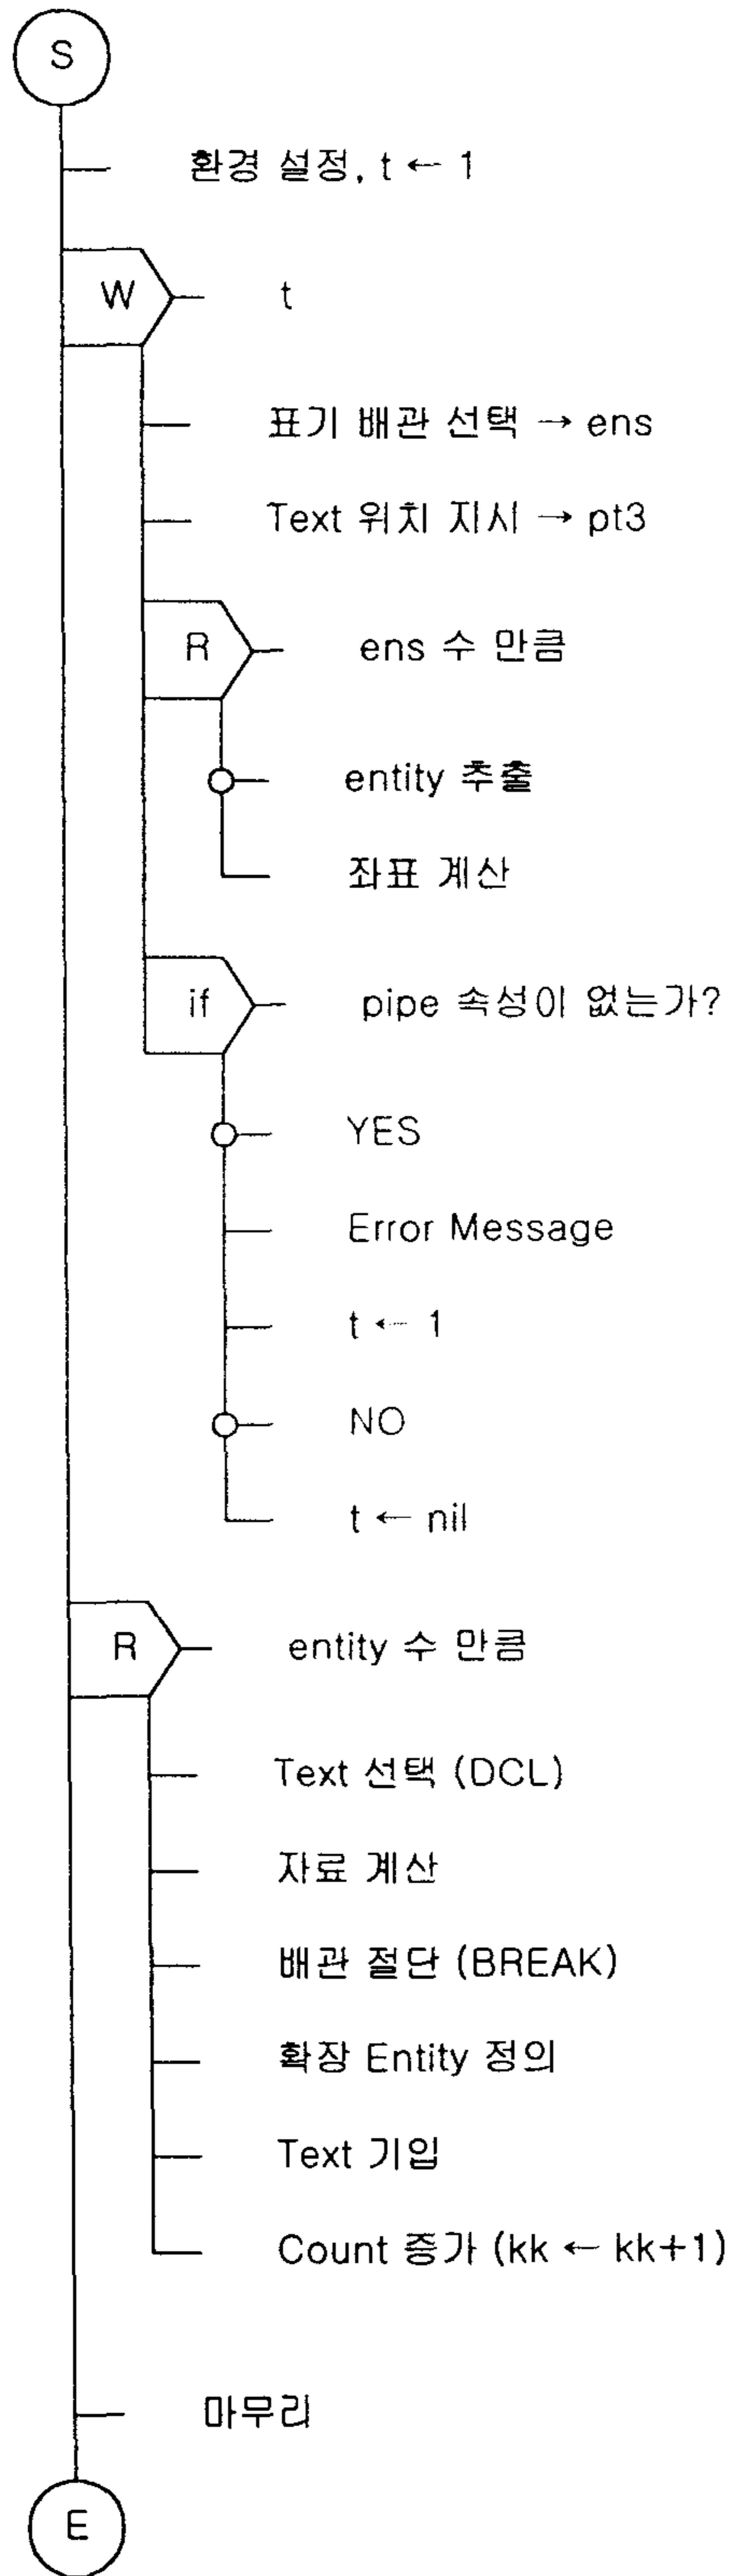 S
환경 설정, t ← 1
W t
표기 배관 선택 → ens
Text 위치 지시 → pt3
R ens 수 만큼
entity 추출
좌표 계산
if pipe 속성이 없는가?
YES
Error Message
t ← 1
NO
t ← nil
R entity 수 만큼
Text 선택 (DCL)
자료 계산
배관 절단 (BREAK)
확장 Entity 정의
Text 기입
Count 증가 (kk ← kk+1)
마무리
E